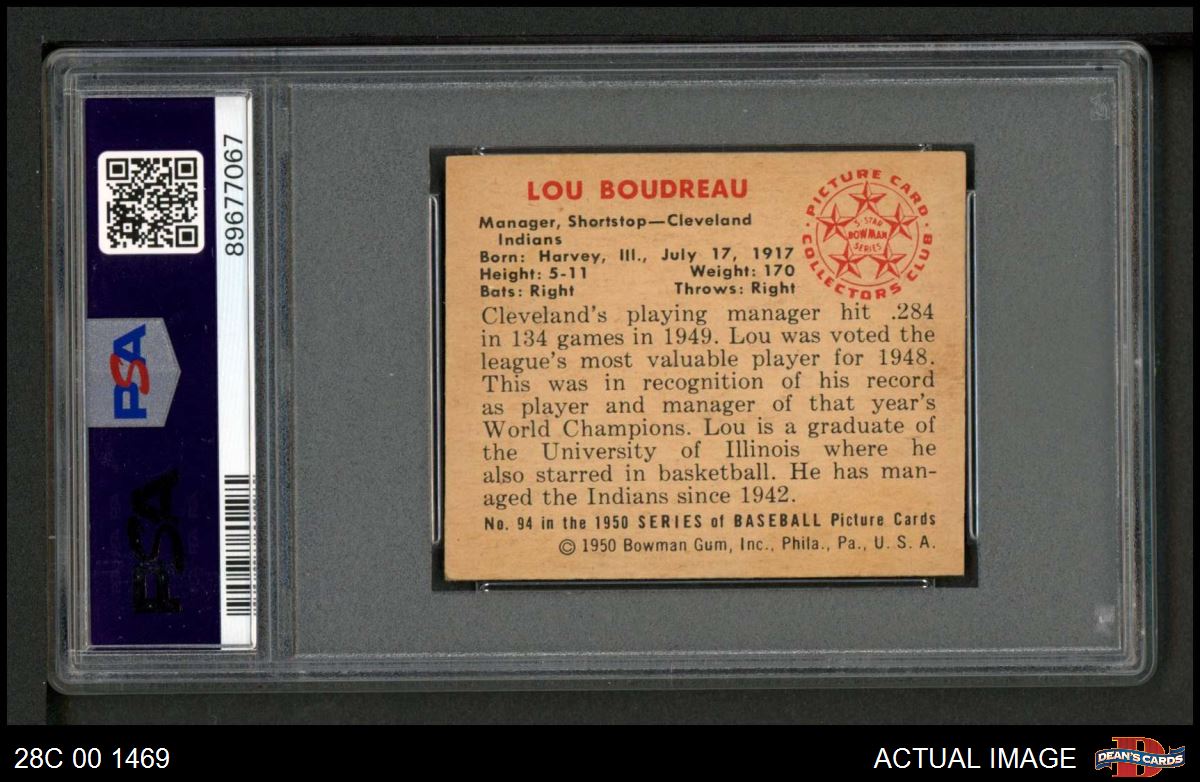 89677067
PSA
PSA
LOU BOUDREAU
Manager, Shortstop—Cleveland
Indians
Born: Harvey, Ill., July 17, 1917
Height: 5-11 Weight: 170
Bats: Right Throws: Right
PICTURE CARD
COLLECTORS CLUB
5-STAR
BOWMAN
SERIES
Cleveland's playing manager hit .284
in 134 games in 1949. Lou was voted the
league's most valuable player for 1948.
This was in recognition of his record
as player and manager of that year's
World Champions. Lou is a graduate of
the University of Illinois where he
also starred in basketball. He has man-
aged the Indians since 1942.
No. 94 in the 1950 SERIES of BASEBALL Picture Cards
© 1950 Bowman Gum, Inc., Phila., Pa., U. S. A.
28C 00 1469
ACTUAL IMAGE
DEAN'S CARDS